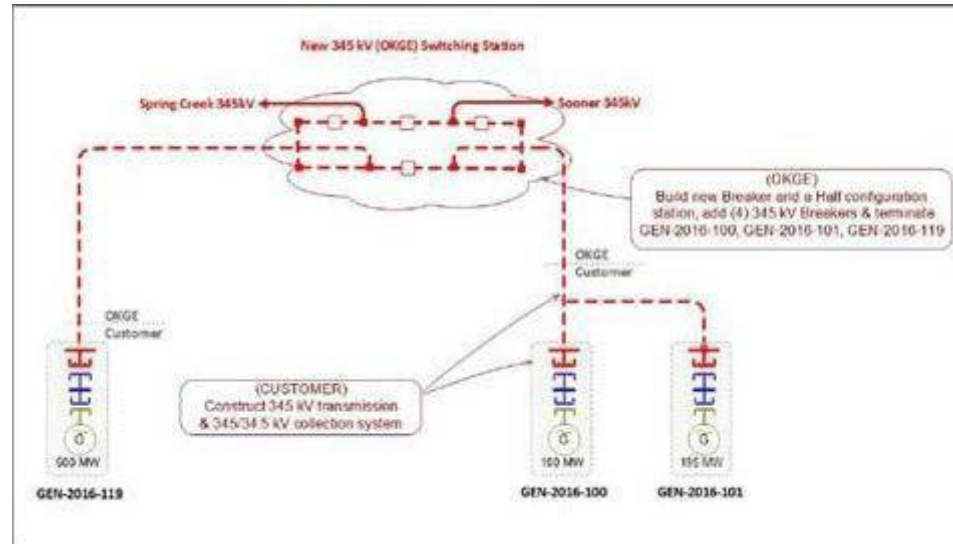 New 345 kV (OKGE) Switching Station
Spring Creek 345kV
Sooner 345kV
(OKGE)
Build new Breaker and a Half configuration
station, add (4) 345 kV Breakers & terminate
GEN-2016-100, GEN-2016-101, GEN-2016-119
OKGE
Customer
OKGE
Customer
(CUSTOMER)
Construct 345 kV transmission
& 345/34.5 kV collection system
G
G
G
MW
MW
MW
GEN-2016-119
GEN-2016-100
GEN-2016-101